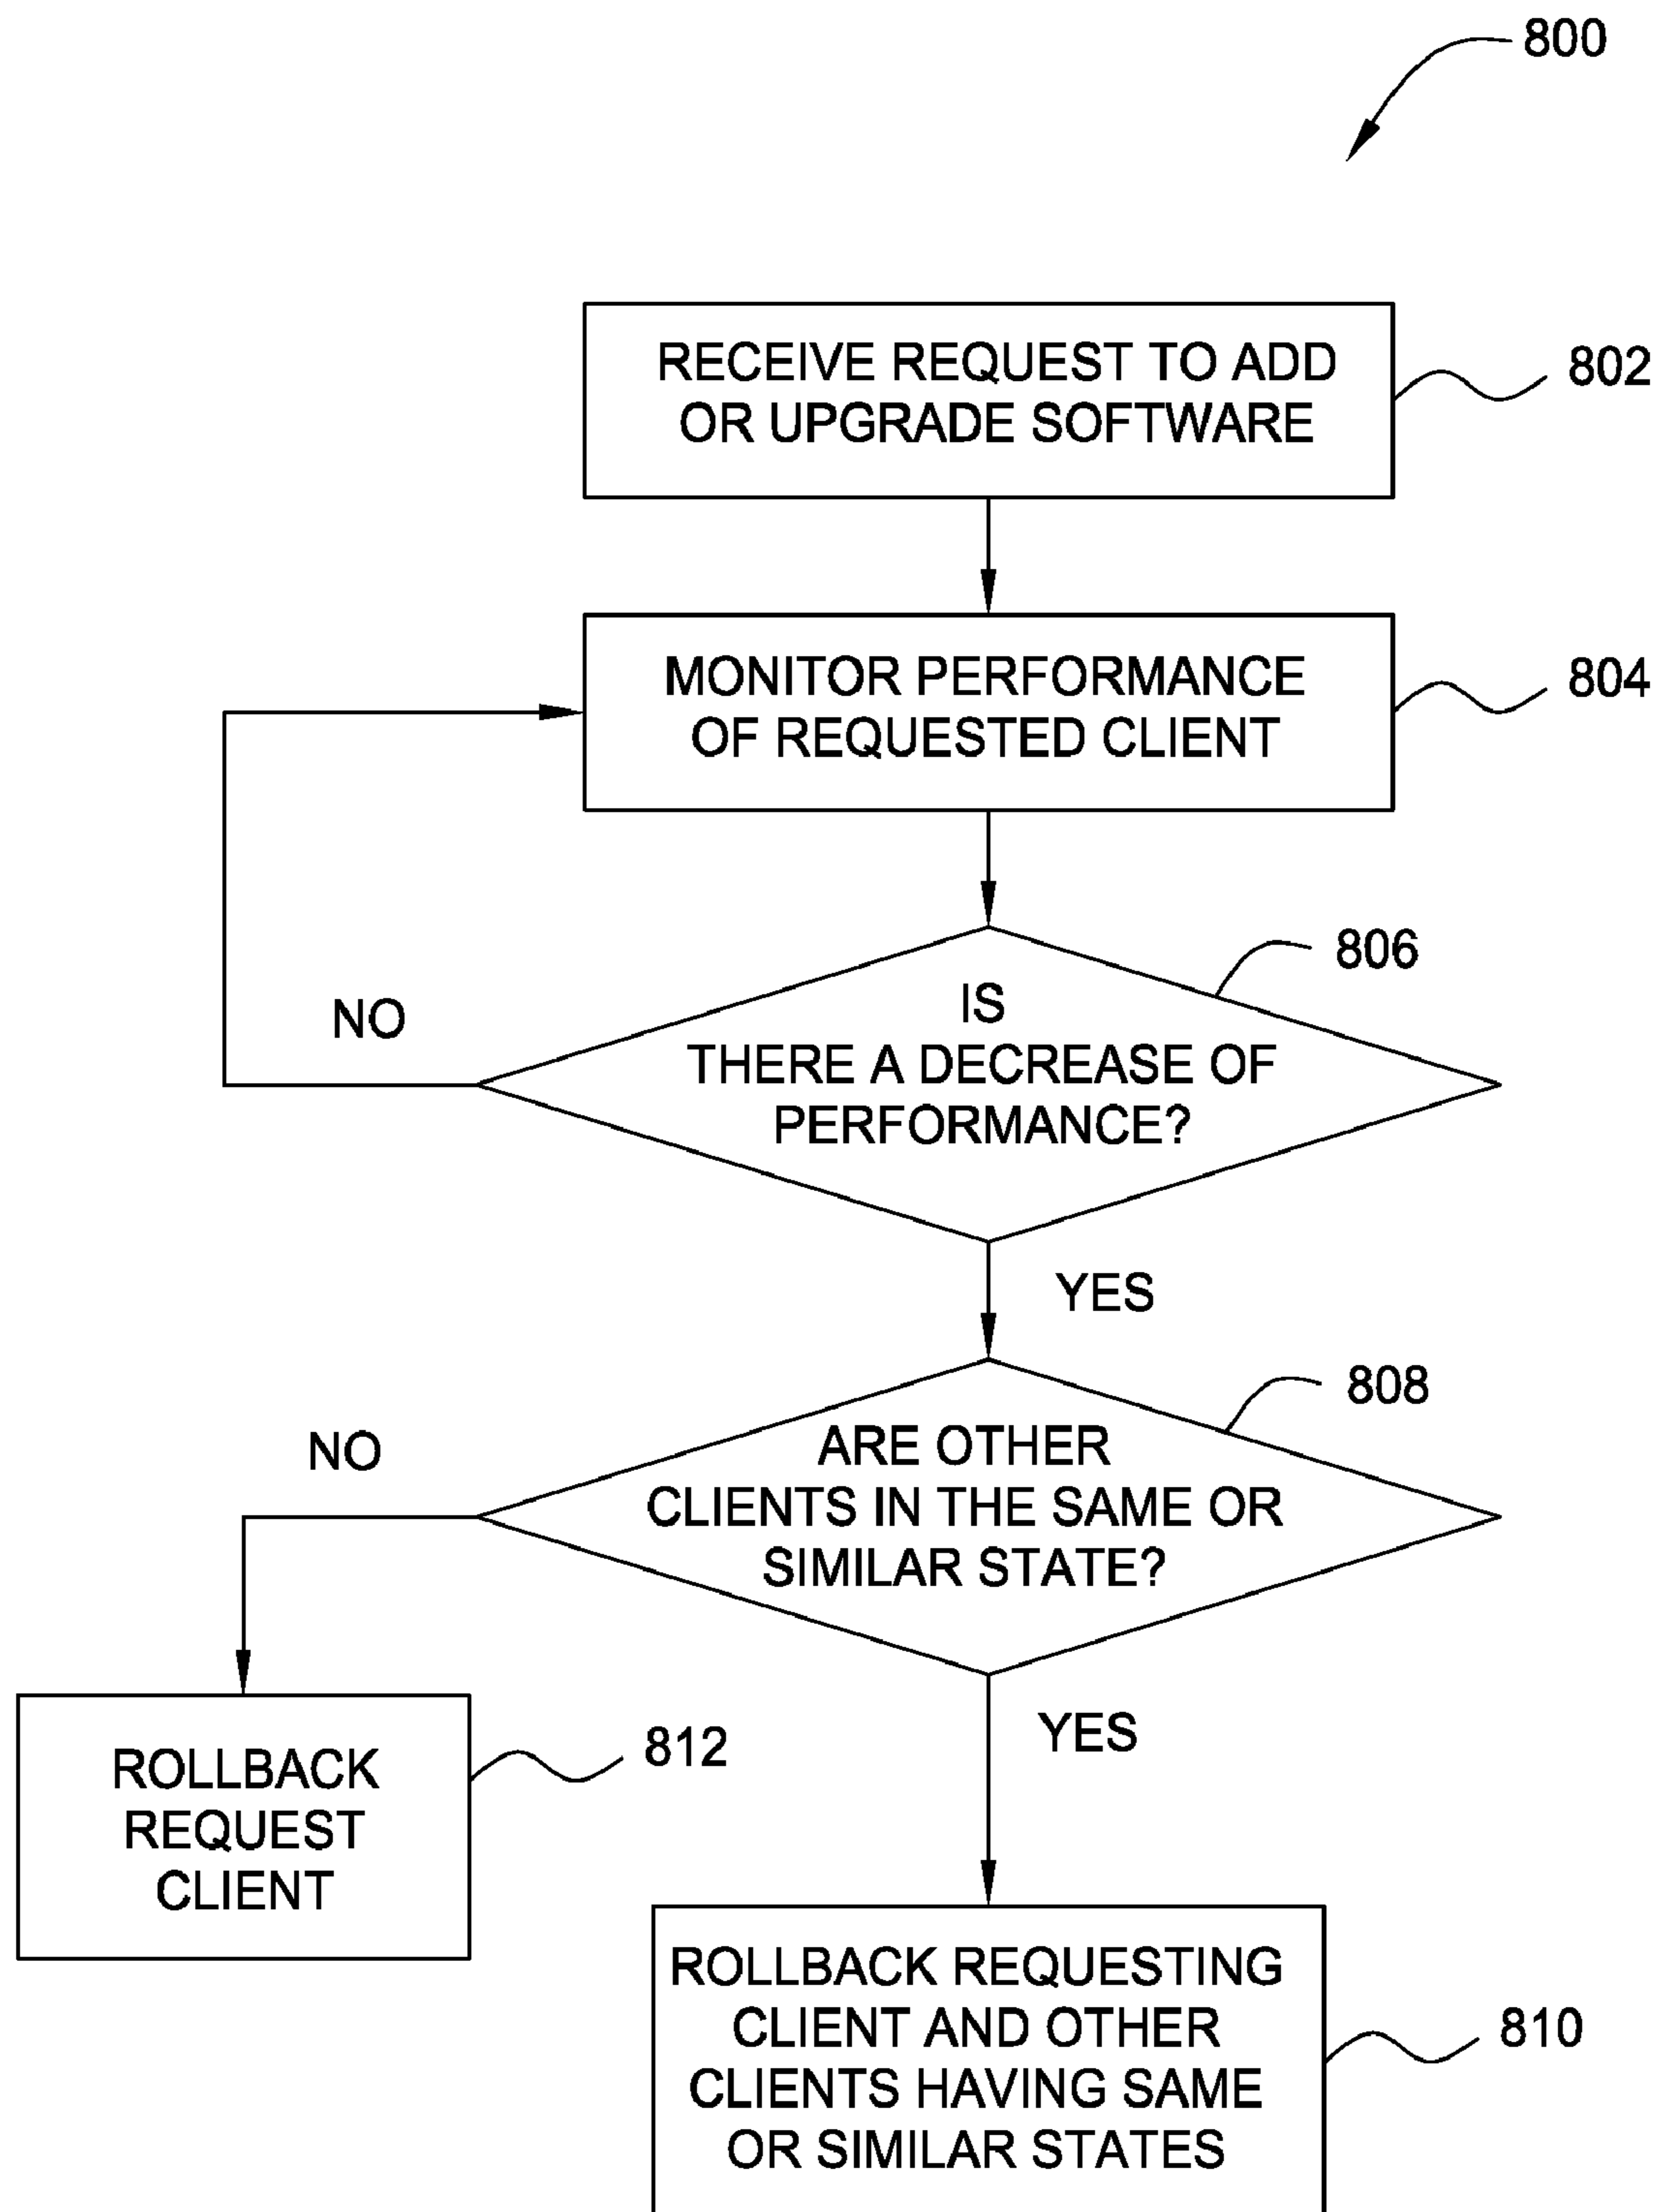 800
RECEIVE REQUEST TO ADD
OR UPGRADE SOFTWARE
802
MONITOR PERFORMANCE
OF REQUESTED CLIENT
804
806
IS
THERE A DECREASE OF
PERFORMANCE?
NO
YES
808
ARE OTHER
CLIENTS IN THE SAME OR
SIMILAR STATE?
NO
YES
ROLLBACK
REQUEST
CLIENT
812
ROLLBACK REQUESTING
CLIENT AND OTHER
CLIENTS HAVING SAME
OR SIMILAR STATES
810